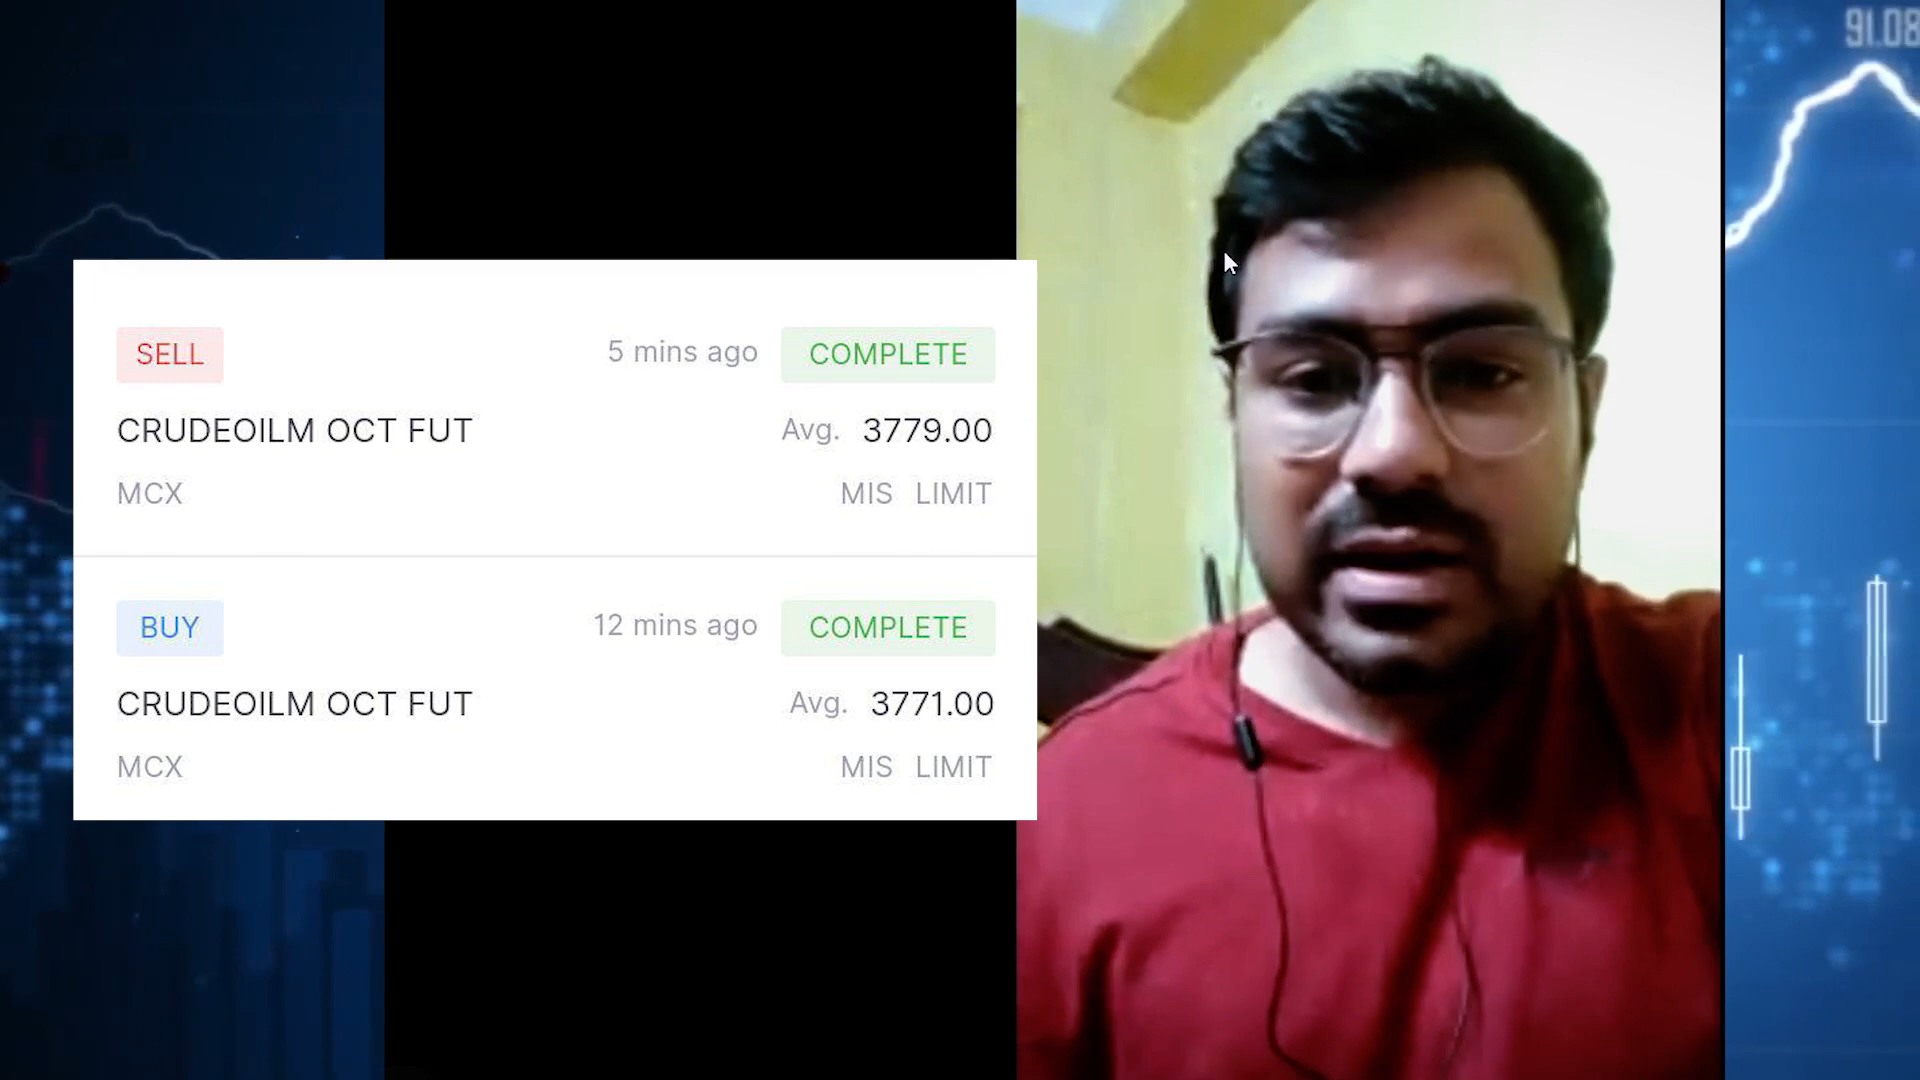 91.08
SELL 5 mins ago COMPLETE
CRUDEOILM OCT FUT Avg. 3779.00
MCX MIS LIMIT
BUY 12 mins ago COMPLETE
CRUDEOILM OCT FUT Avg. 3771.00
MCX MIS LIMIT